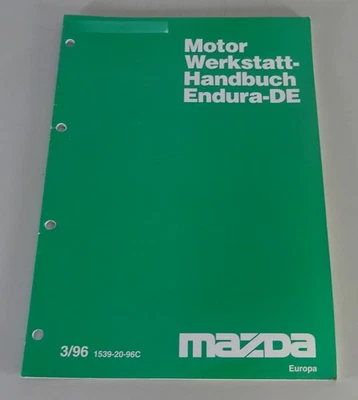 Motor
Werkstatt-
Handbuch
Endura-DE
3/96 1539-20-96C
mazda
Europa